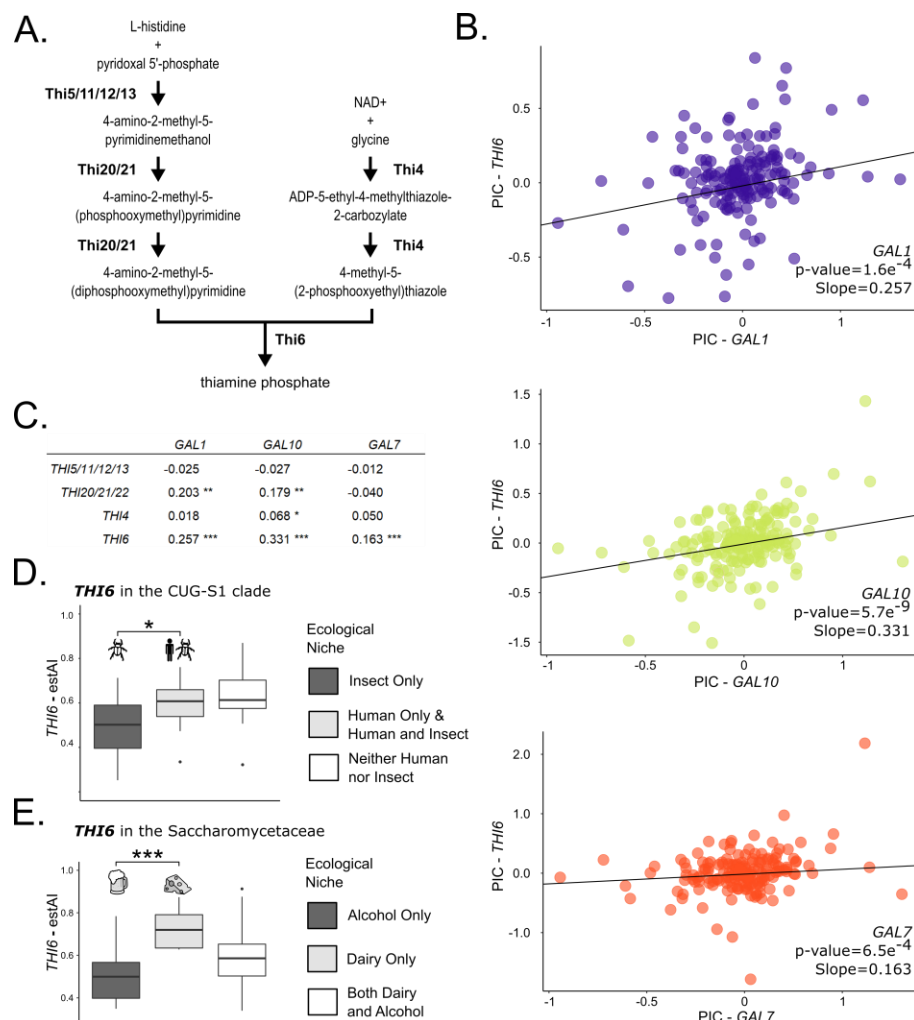 A.
L-histidine
+
pyridoxal 5'-phosphate
Thi5/11/12/13
4-amino-2-methyl-5-
pyrimidinemethanol
Thi20/21
4-amino-2-methyl-5-
(phosphooxymethyl)pyrimidine
Thi20/21
4-amino-2-methyl-5-
(diphosphooxymethyl)pyrimidine
NAD+
+
glycine
Thi4
ADP-5-ethyl-4-methylthiazole-
2-carbozylate
Thi4
4-methyl-5-
(2-phosphooxyethyl)thiazole
Thi6
thiamine phosphate
B.
PIC - THI6
0.5
0.0
-0.5
-1 -0.5 0 1
PIC - GAL1
GAL1
p-value=1.6e-4
Slope=0.257
PIC - THI6
1.5
1.0
0.5
0.0
-0.5
-1.5
-1 -0.5 0 1
PIC - GAL10
GAL10
p-value=5.7e-9
Slope=0.331
PIC - THI6
2.0
1.0
0.0
-1.0
-1 -0.5 0 1
PIC - GAL7
GAL7
p-value=6.5e-4
Slope=0.163
C.
GAL1 GAL10 GAL7
THI5/11/12/13 -0.025 -0.027 -0.012
THI20/21/22 0.203 ** 0.179 ** -0.040
THI4 0.018 0.068 * 0.050
THI6 0.257 *** 0.331 *** 0.163 ***
D.
THI6 in the CUG-S1 clade
THI6 - estAI
1.0
0.8
0.6
0.4
*
Ecological
Niche
Insect Only
Human Only &
Human and Insect
Neither Human
nor Insect
E.
THI6 in the Saccharomycetaceae
THI6 - estAI
1.0
0.8
0.6
0.4
***
Ecological
Niche
Alcohol Only
Dairy Only
Both Dairy
and Alcohol